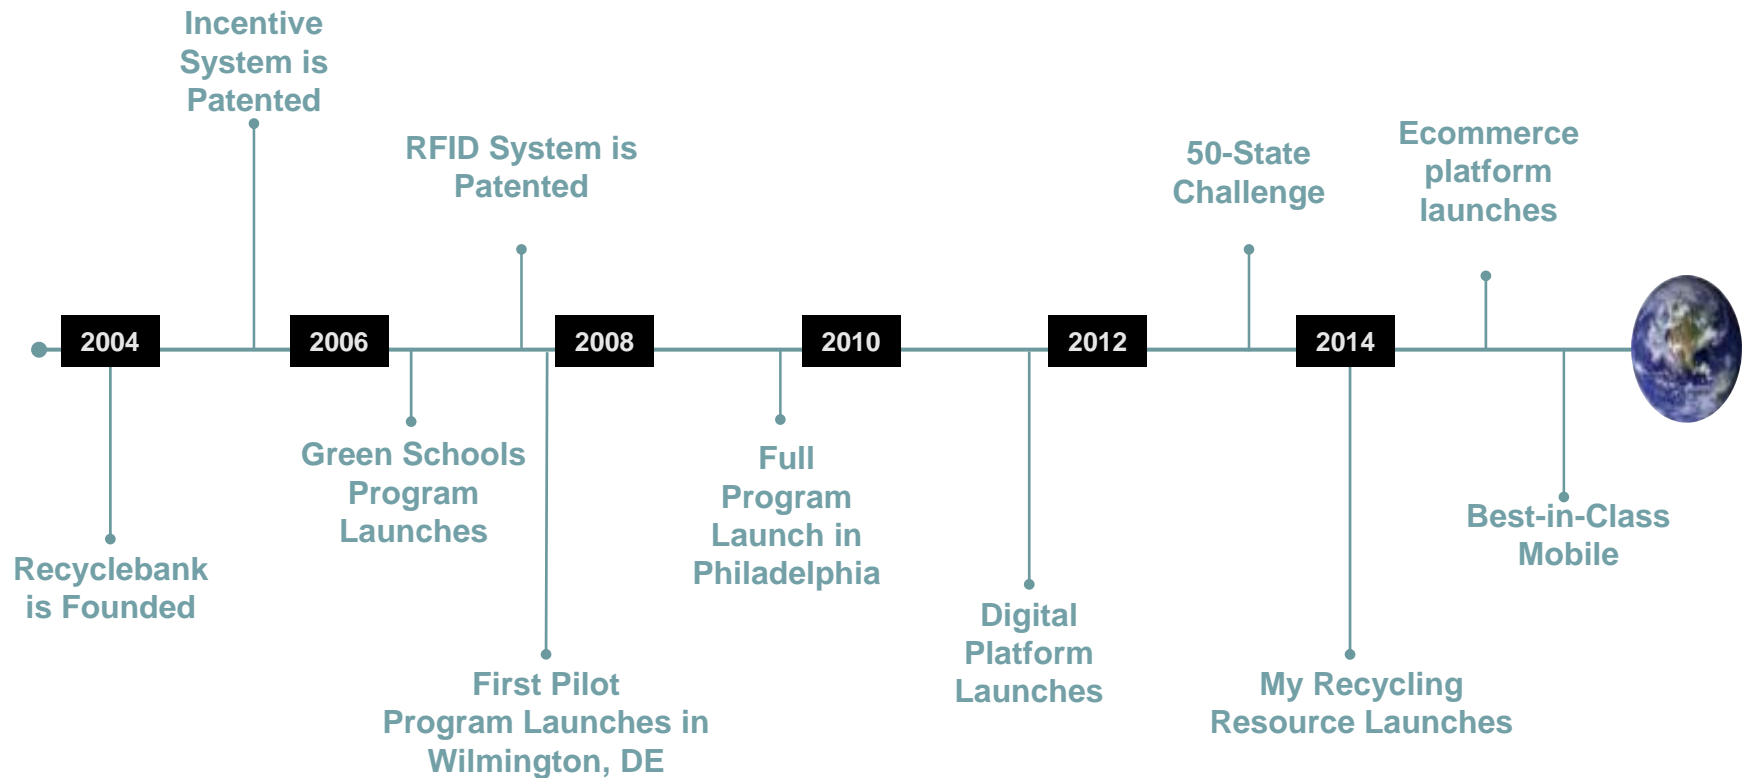 Incentive
System is
Patented
RFID System is
Patented
50-State
Challenge
Ecommerce
platform
launches
2004
2006
2008
2010
2012
2014
Recyclebank
is Founded
Green Schools
Program
Launches
First Pilot
Program Launches in
Wilmington, DE
Full
Program
Launch in
Philadelphia
Digital
Platform
Launches
My Recycling
Resource Launches
Best-in-Class
Mobile